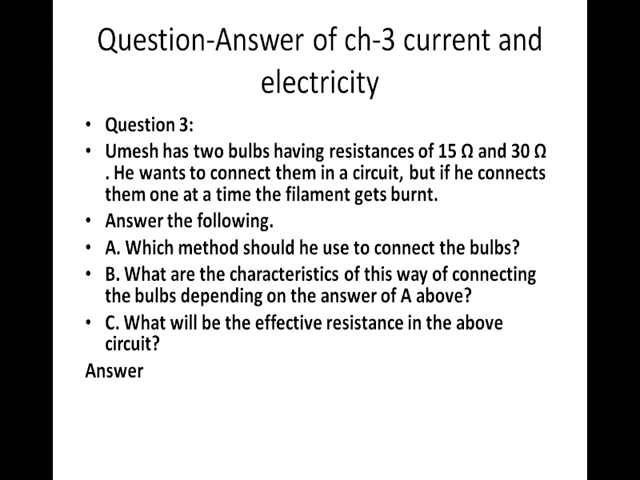 Question-Answer of ch-3 current and
electricity
• Question 3:
• Umesh has two bulbs having resistances of 15 Ω and 30 Ω
. He wants to connect them in a circuit, but if he connects
them one at a time the filament gets burnt.
• Answer the following.
• A. Which method should he use to connect the bulbs?
• B. What are the characteristics of this way of connecting
the bulbs depending on the answer of A above?
• C. What will be the effective resistance in the above
circuit?
Answer